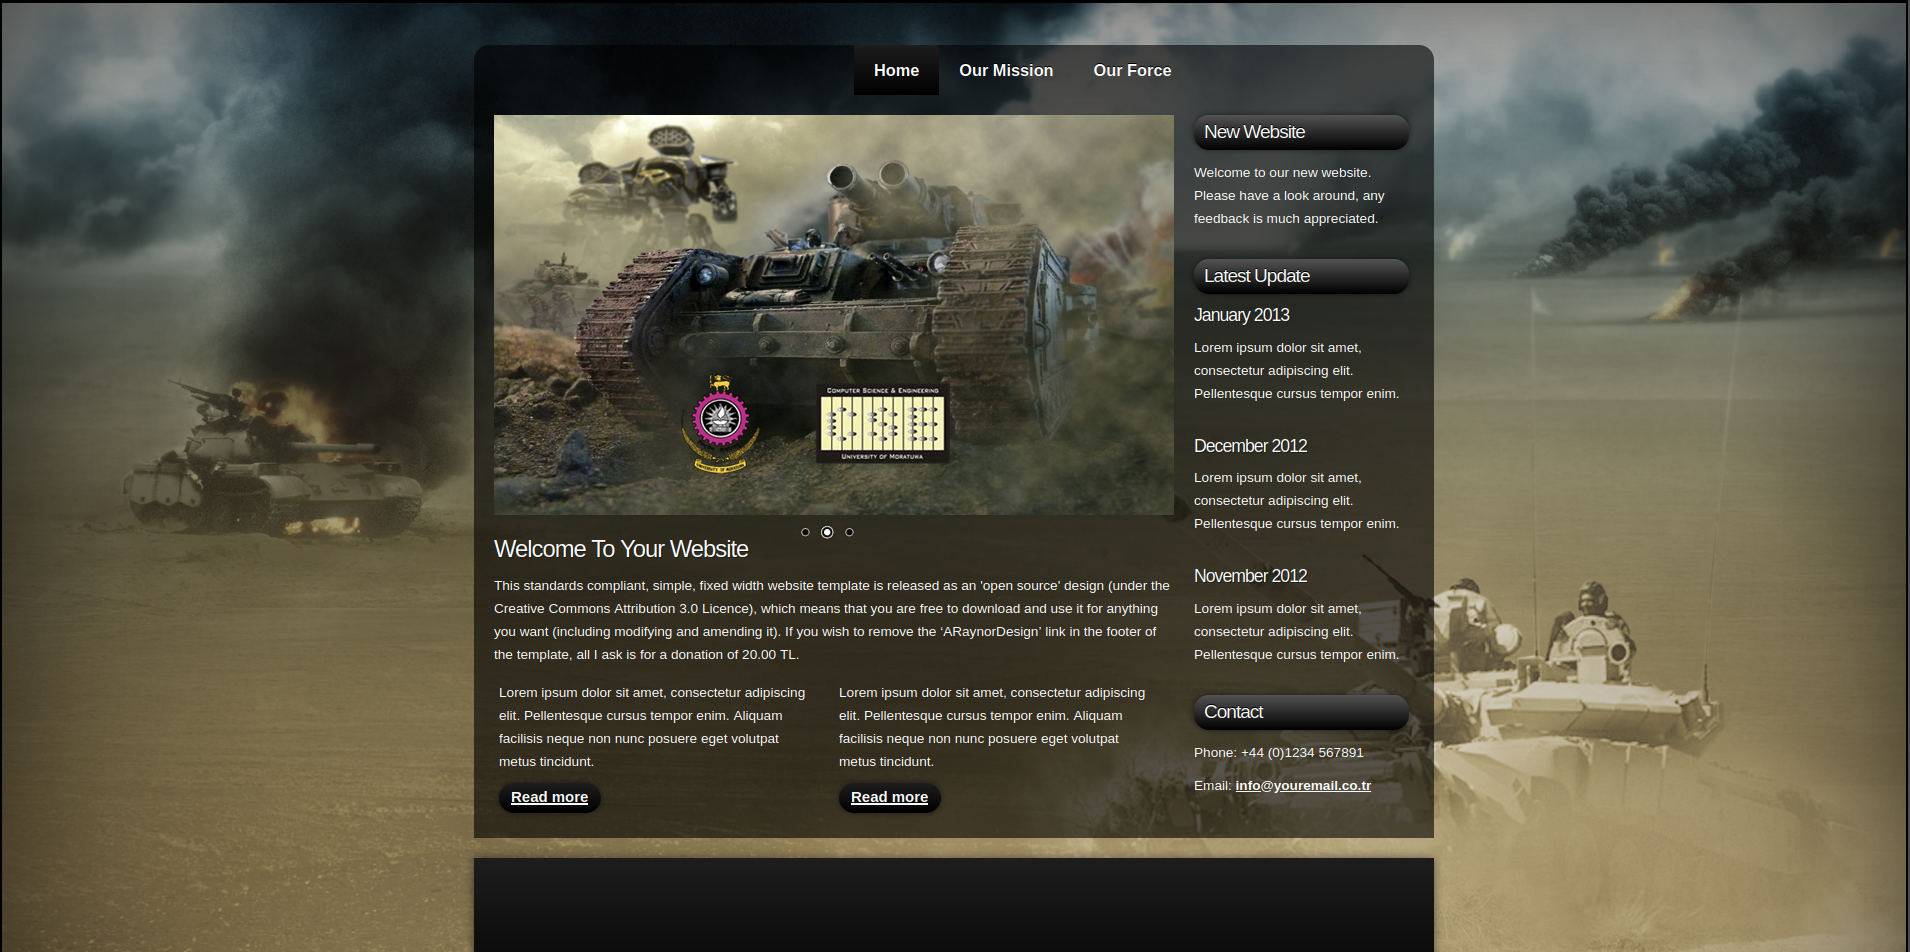 Home
Our Mission
Our Force
COMPUTER SCIENCE & ENGINEERING
UNIVERSITY OF MORATUWA
UNIVERSITY OF MORATUWA
Welcome To Your Website
This standards compliant, simple, fixed width website template is released as an 'open source' design (under the
Creative Commons Attribution 3.0 Licence), which means that you are free to download and use it for anything
you want (including modifying and amending it). If you wish to remove the ‘ARaynorDesign’ link in the footer of
the template, all I ask is for a donation of 20.00 TL.
Lorem ipsum dolor sit amet, consectetur adipiscing
elit. Pellentesque cursus tempor enim. Aliquam
facilisis neque non nunc posuere eget volutpat
metus tincidunt.
Read more
Lorem ipsum dolor sit amet, consectetur adipiscing
elit. Pellentesque cursus tempor enim. Aliquam
facilisis neque non nunc posuere eget volutpat
metus tincidunt.
Read more
New Website
Welcome to our new website.
Please have a look around, any
feedback is much appreciated.
Latest Update
January 2013
Lorem ipsum dolor sit amet,
consectetur adipiscing elit.
Pellentesque cursus tempor enim.
December 2012
Lorem ipsum dolor sit amet,
consectetur adipiscing elit.
Pellentesque cursus tempor enim.
November 2012
Lorem ipsum dolor sit amet,
consectetur adipiscing elit.
Pellentesque cursus tempor enim.
Contact
Phone: +44 (0)1234 567891
Email: info@youremail.co.tr